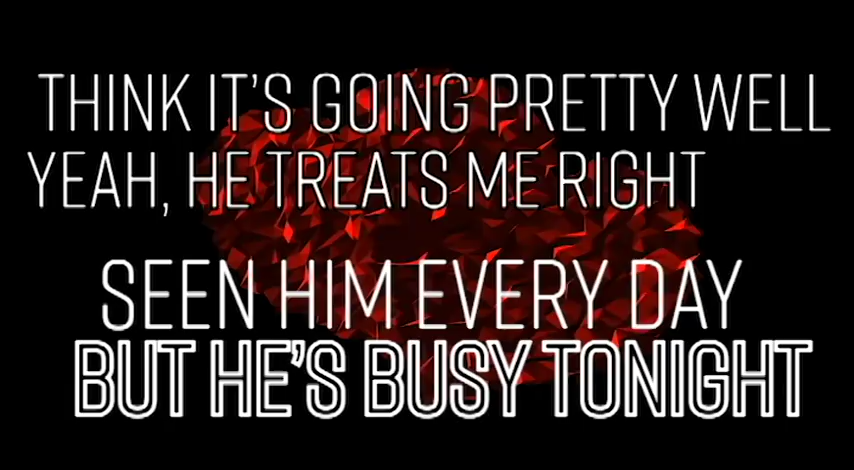 THINK IT'S GOING PRETTY WELL
YEAH, HE TREATS ME RIGHT
SEEN HIM EVERY DAY
BUT HE'S BUSY TONIGHT